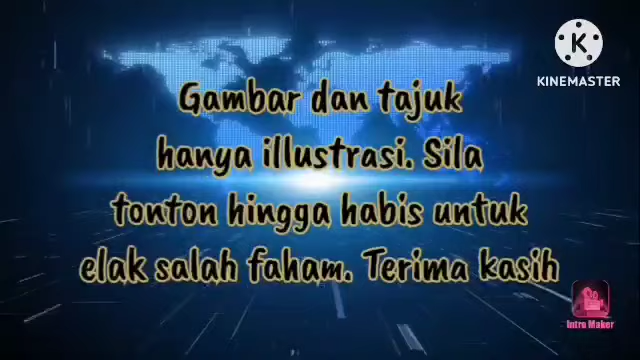 KINEMASTER
Gambar dan tajuk
hanya illustrasi. Sila
tonton hingga habis untuk
elak salah faham. Terima kasih
Intro Maker